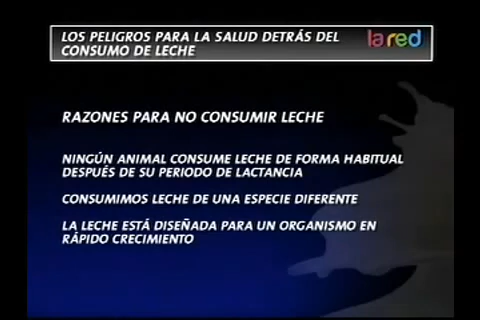 LOS PELIGROS PARA LA SALUD DETRÁS DEL
CONSUMO DE LECHE
la red
RAZONES PARA NO CONSUMIR LECHE
NINGÚN ANIMAL CONSUME LECHE DE FORMA HABITUAL
DESPUÉS DE SU PERIODO DE LACTANCIA
CONSUMIMOS LECHE DE UNA ESPECIE DIFERENTE
LA LECHE ESTÁ DISEÑADA PARA UN ORGANISMO EN
RÁPIDO CRECIMIENTO